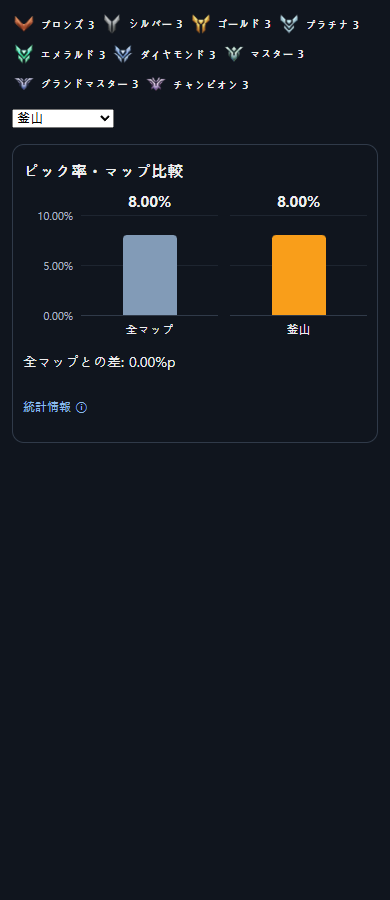 ブロンズ 3 シルバー 3 ゴールド 3 プラチナ 3
エメラルド 3 ダイヤモンド 3 マスター 3
グランドマスター 3 チャンピオン 3
釜山
ピック率・マップ比較
8.00% 8.00%
10.00%
5.00%
0.00%
全マップ 釜山
全マップとの差: 0.00%p
統計情報 ⓘ